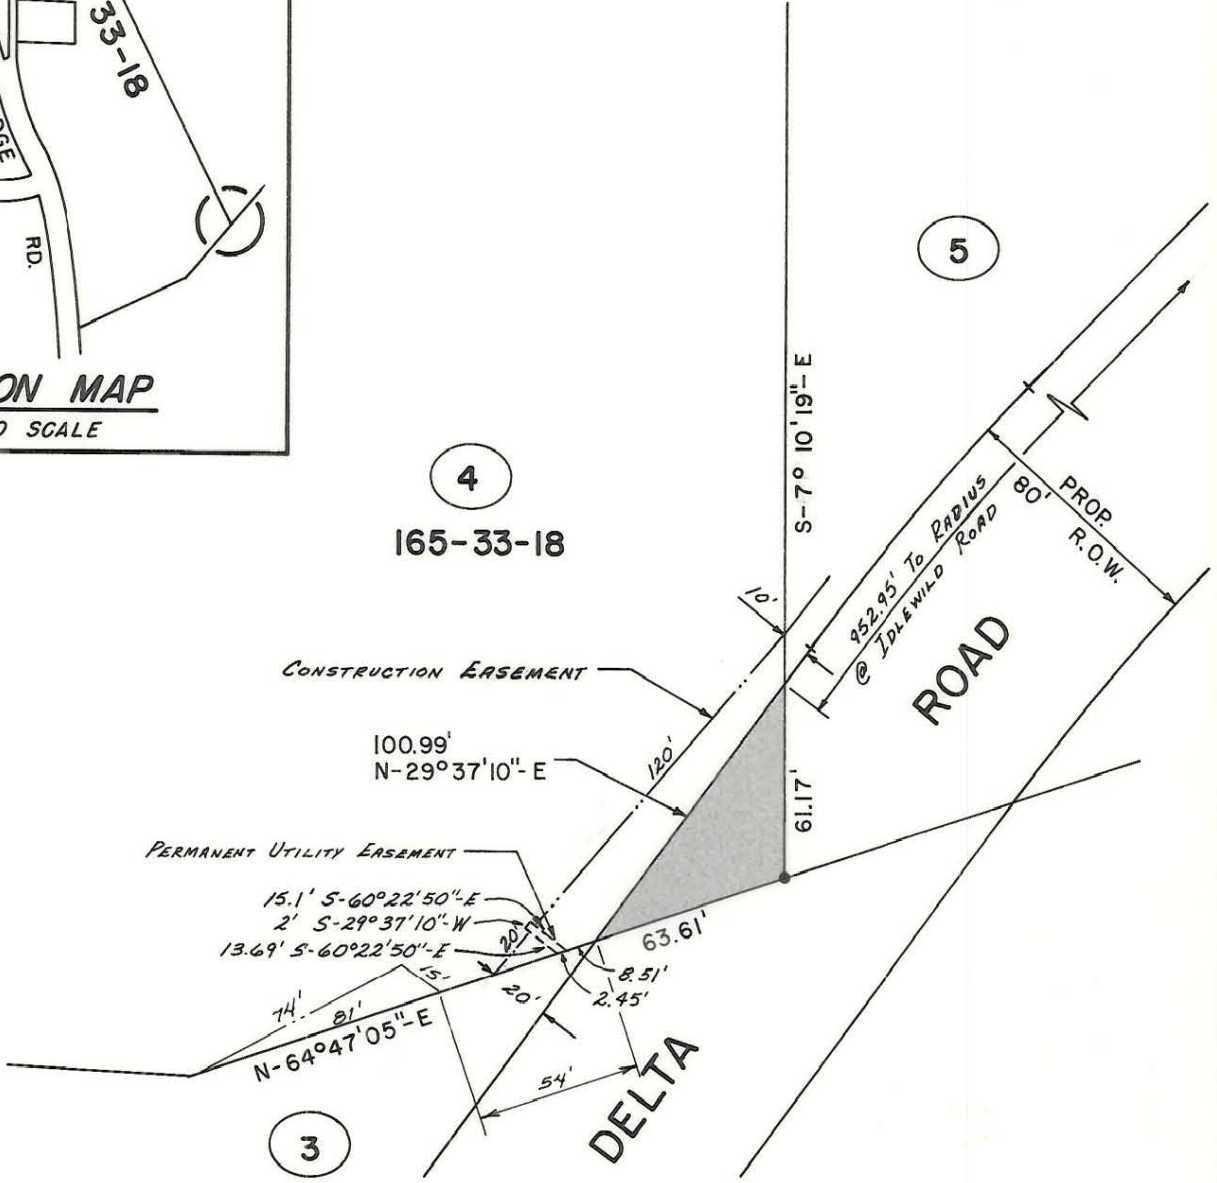 33-18
RD.
ON MAP
O SCALE
5
S-7° 10' 19"-E
4
165-33-18
80'
PROP.
R.O.W.
952.95' To RADIUS
@ IDLEWILD ROAD
10'
ROAD
CONSTRUCTION EASEMENT
100.99'
N-29°37'10"-E
120'
61.17'
PERMANENT UTILITY EASEMENT
15.1' S-60°22'50"-E
2' S-29°37'10"-W
13.69' S-60°22'50"-E
20'
63.61'
8.51'
2.45'
15'
20'
74'
81'
N-64°47'05"-E
54'
DELTA
3